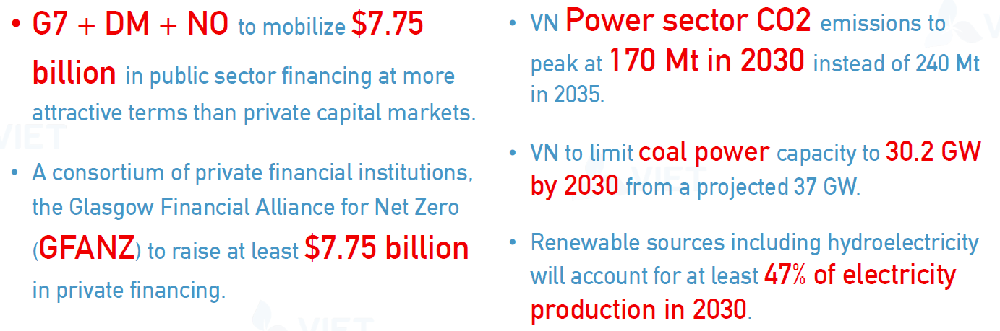 • G7 + DM + NO to mobilize $7.75
billion in public sector financing at more
attractive terms than private capital markets.
• A consortium of private financial institutions,
the Glasgow Financial Alliance for Net Zero
(GFANZ) to raise at least $7.75 billion
in private financing.
• VN Power sector CO2 emissions to
peak at 170 Mt in 2030 instead of 240 Mt
in 2035.
• VN to limit coal power capacity to 30.2 GW
by 2030 from a projected 37 GW.
• Renewable sources including hydroelectricity
will account for at least 47% of electricity
production in 2030.
VIET
VIET
VIET